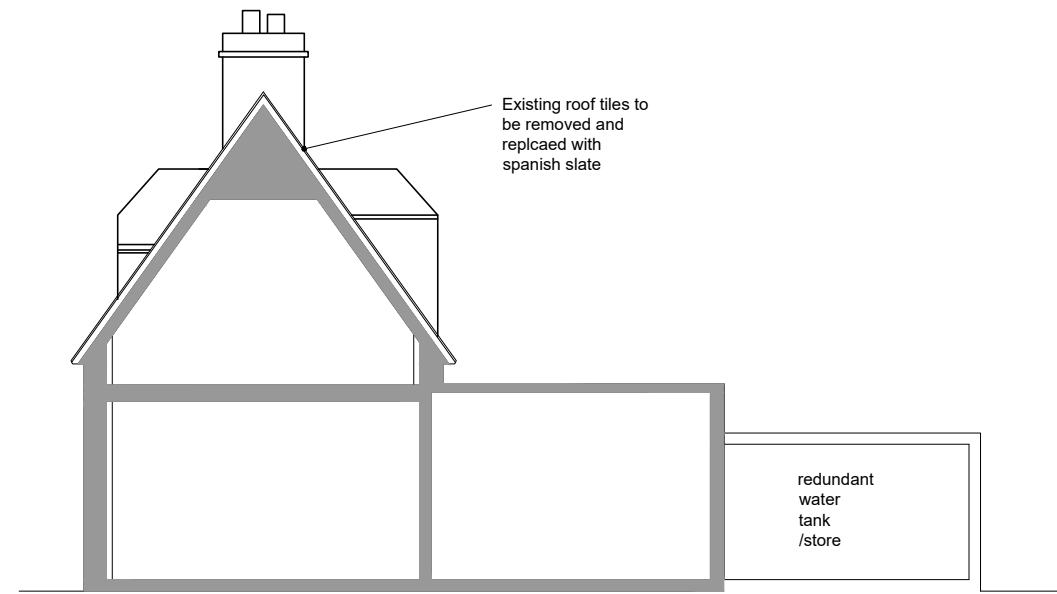 Existing roof tiles to
be removed and
replcaed with
spanish slate
redundant
water
tank
/store